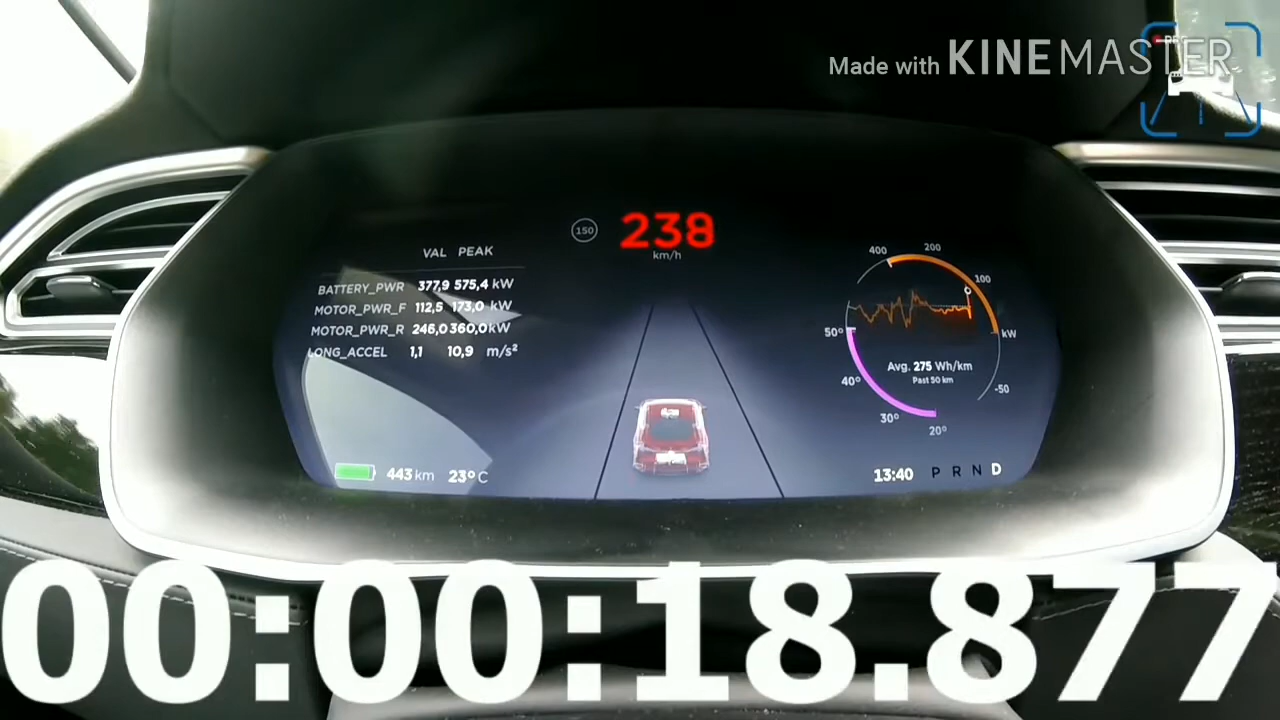 Made with KINEMASTER
150 238
km/h
VAL PEAK
BATTERY_PWR 377,9 575,4 kW
MOTOR_PWR_F 112,5 173,0 kW
MOTOR_PWR_R 246,0 360,0 kW
LONG_ACCEL 1,1 10,9 m/s²
400 200 100
kW
50°
Avg. 275 Wh/km
Past 50 km
40° -50
30°
20°
443 km 23°C
13:40 P R N D
00:00:18.877